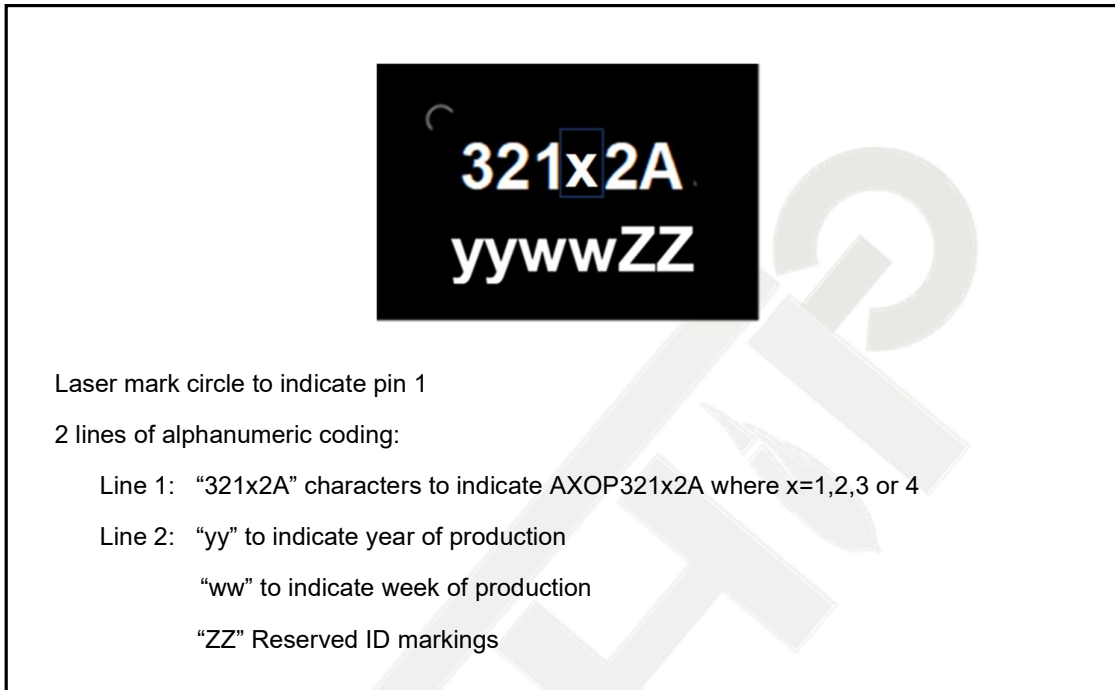 321x2A
yywwZZ
Laser mark circle to indicate pin 1
2 lines of alphanumeric coding:
Line 1: “321x2A” characters to indicate AXOP321x2A where x=1,2,3 or 4
Line 2: “yy” to indicate year of production
“ww” to indicate week of production
“ZZ” Reserved ID markings